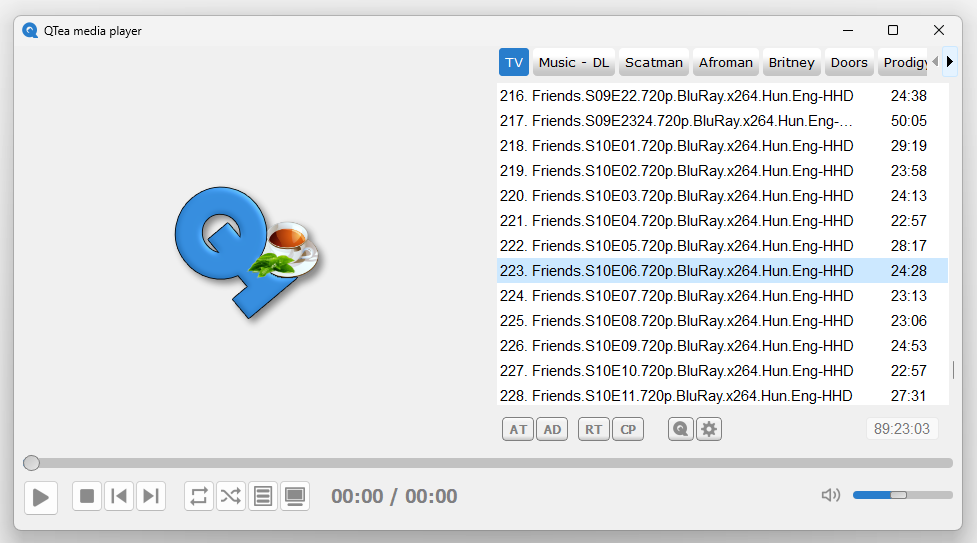 QTea media player
TV Music - DL Scatman Afroman Britney Doors Prodigy
216. Friends.S09E22.720p.BluRay.x264.Hun.Eng-HHD 24:38
217. Friends.S09E2324.720p.BluRay.x264.Hun.Eng-... 50:05
218. Friends.S10E01.720p.BluRay.x264.Hun.Eng-HHD 29:19
219. Friends.S10E02.720p.BluRay.x264.Hun.Eng-HHD 23:58
220. Friends.S10E03.720p.BluRay.x264.Hun.Eng-HHD 24:13
221. Friends.S10E04.720p.BluRay.x264.Hun.Eng-HHD 22:57
222. Friends.S10E05.720p.BluRay.x264.Hun.Eng-HHD 28:17
223. Friends.S10E06.720p.BluRay.x264.Hun.Eng-HHD 24:28
224. Friends.S10E07.720p.BluRay.x264.Hun.Eng-HHD 23:13
225. Friends.S10E08.720p.BluRay.x264.Hun.Eng-HHD 23:06
226. Friends.S10E09.720p.BluRay.x264.Hun.Eng-HHD 24:53
227. Friends.S10E10.720p.BluRay.x264.Hun.Eng-HHD 22:57
228. Friends.S10E11.720p.BluRay.x264.Hun.Eng-HHD 27:31
AT AD RT CP 89:23:03
00:00 / 00:00